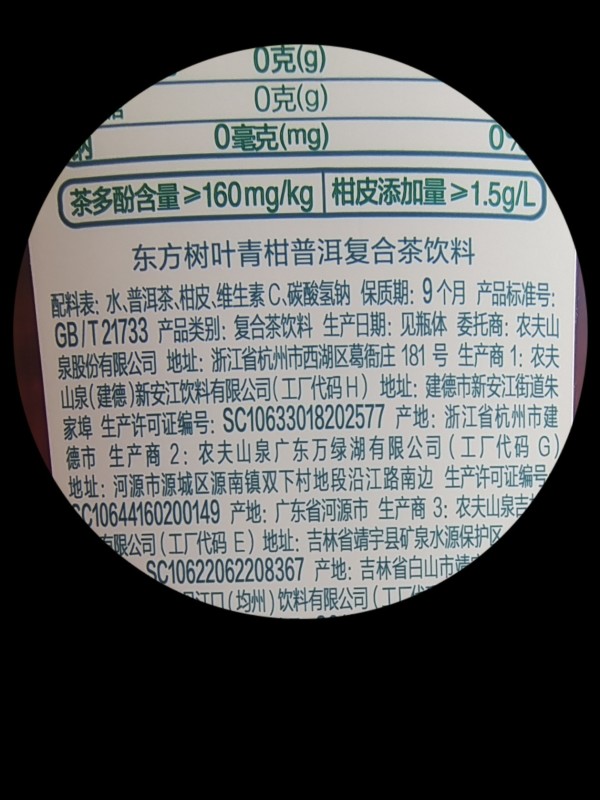 0克(g)
0克(g)
钠 0毫克(mg) 0%
茶多酚含量≥160mg/kg 柑皮添加量≥1.5g/L
东方树叶青柑普洱复合茶饮料
配料表: 水、普洱茶、柑皮、维生素C、碳酸氢钠 保质期: 9个月 产品标准号:
GB/T 21733 产品类别: 复合茶饮料 生产日期: 见瓶体 委托商: 农夫山
泉股份有限公司 地址: 浙江省杭州市西湖区葛衙庄 181 号 生产商 1: 农夫
山泉(建德)新安江饮料有限公司(工厂代码H) 地址: 建德市新安江街道朱
家埠 生产许可证编号: SC10633018202577 产地: 浙江省杭州市建
德市 生产商 2: 农夫山泉广东万绿湖有限公司(工厂代码 G)
地址: 河源市源城区源南镇双下村地段沿江路南边 生产许可证编号
SC10644160200149 产地: 广东省河源市 生产商 3: 农夫山泉吉
有限公司(工厂代码 E) 地址: 吉林省靖宇县矿泉水源保护区
SC10622062208367 产地: 吉林省白山市靖
江口(均州)饮料有限公司(工厂